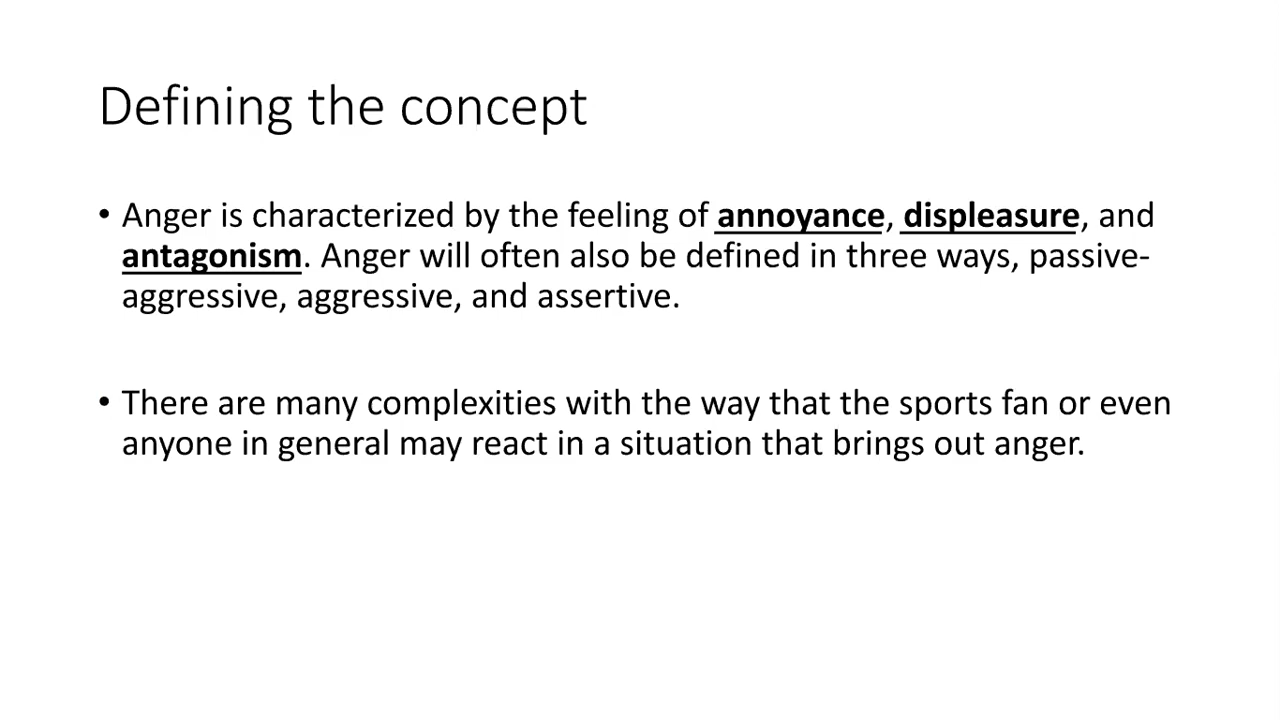 Defining the concept
• Anger is characterized by the feeling of annoyance, displeasure, and
antagonism. Anger will often also be defined in three ways, passive-
aggressive, aggressive, and assertive.
• There are many complexities with the way that the sports fan or even
anyone in general may react in a situation that brings out anger.